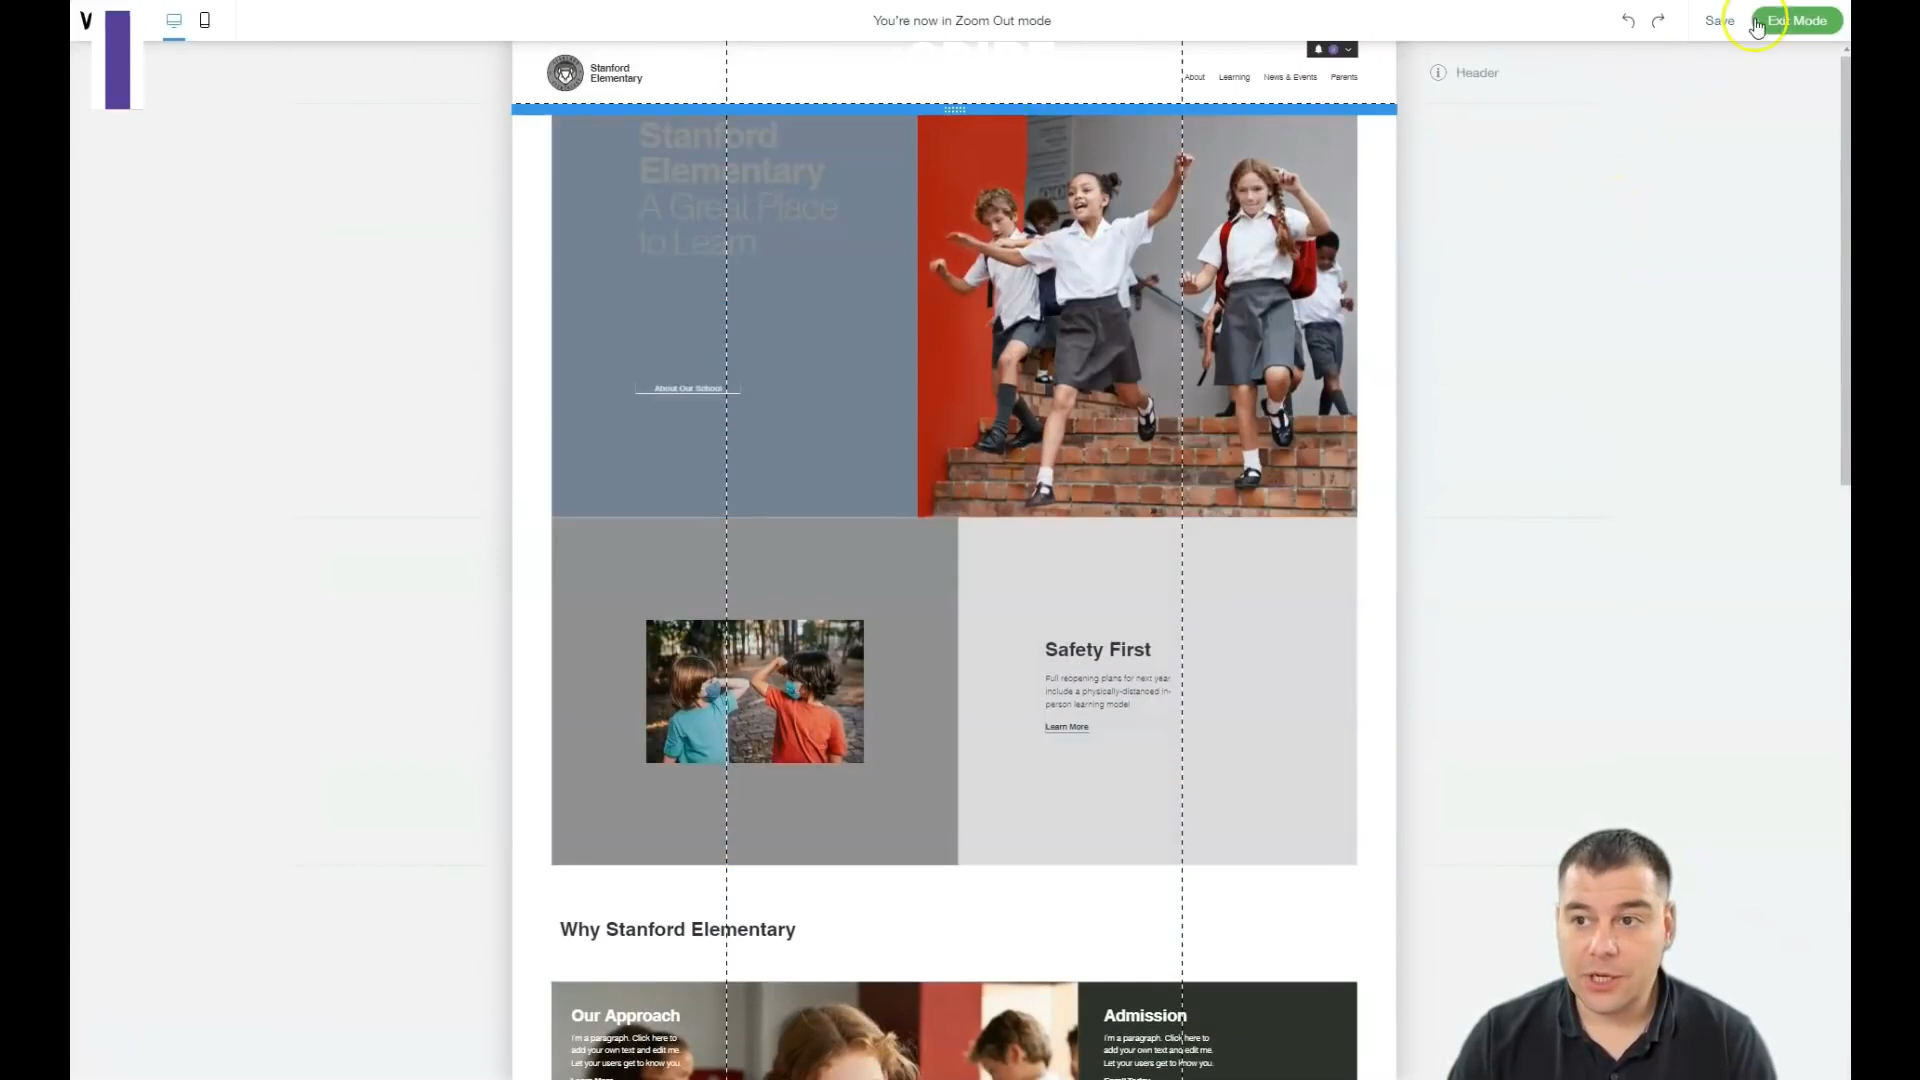 You're now in Zoom Out mode
Save
Exit Mode
Stanford
Elementary
About
Learning
News & Events
Parents
Header
Stanford
Elementary
A Great Place
to Learn
About Our School
Safety First
Full reopening plans for next year
include a physically-distanced in-
person learning model
Learn More
Why Stanford Elementary
Our Approach
I'm a paragraph. Click here to
add your own text and edit me.
Let your users get to know you.
Admission
I'm a paragraph. Click here to
add your own text and edit me.
Let your users get to know you.